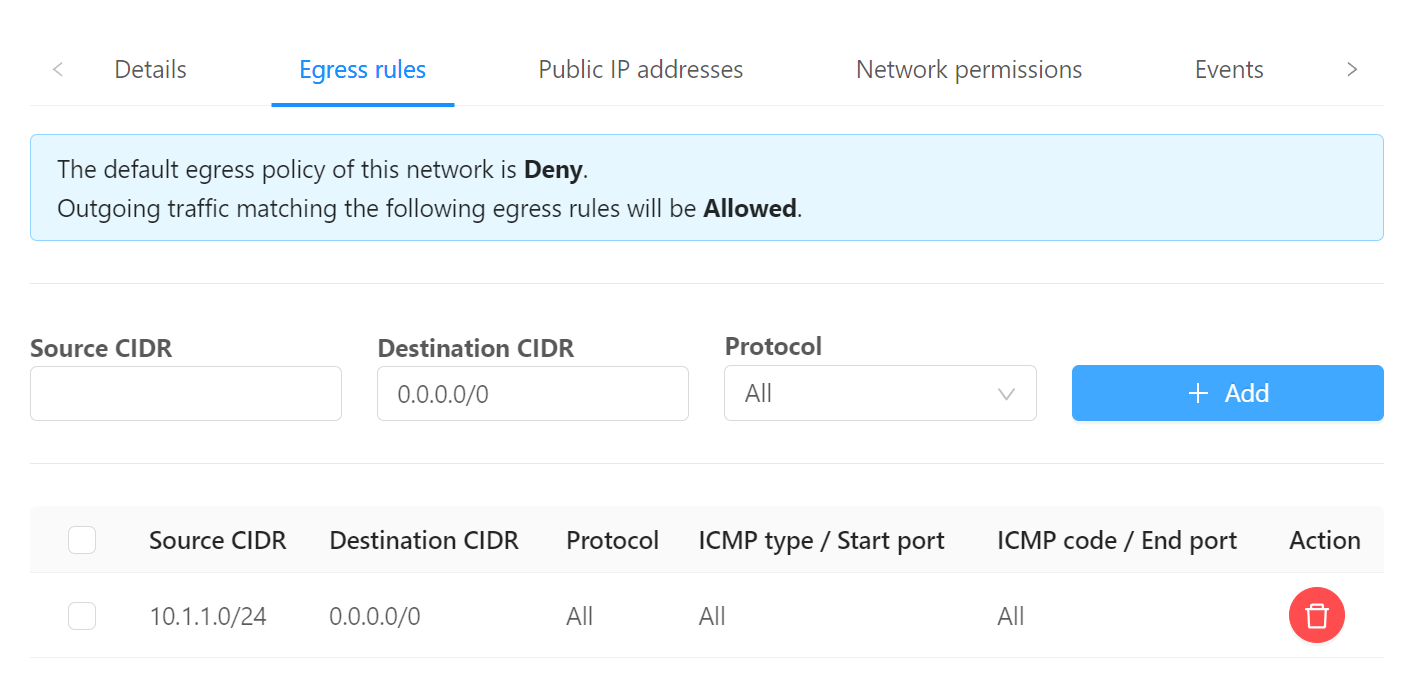 Details Egress rules Public IP addresses Network permissions Events
The default egress policy of this network is Deny.
Outgoing traffic matching the following egress rules will be Allowed.
Source CIDR Destination CIDR Protocol
0.0.0.0/0 All + Add
Source CIDR Destination CIDR Protocol ICMP type / Start port ICMP code / End port Action
10.1.1.0/24 0.0.0.0/0 All All All